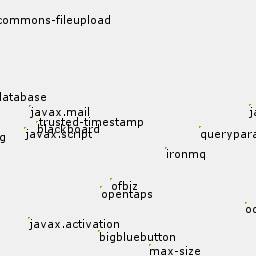 commons-fileupload
database
javax.mail
ja
trusted-timestamp
blackboard
javax.script
querypara
g
ironmq
ofbiz
opentaps
oc
javax.activation
bigbluebutton
max-size